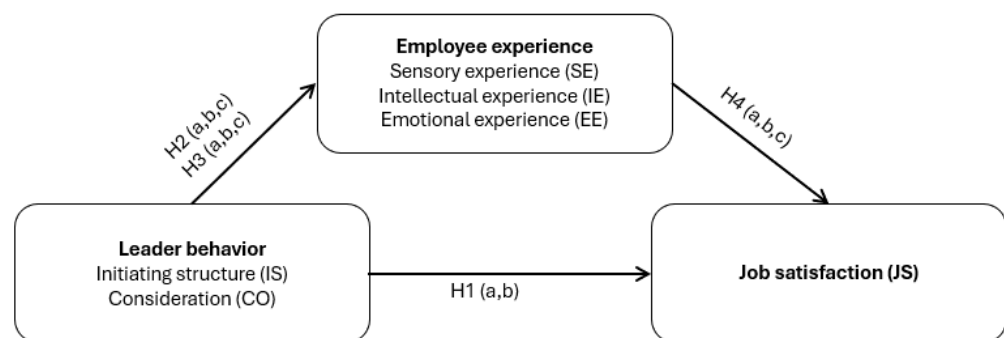 Employee experience
Sensory experience (SE)
Intellectual experience (IE)
Emotional experience (EE)
H2 (a,b,c)
H3 (a,b,c)
H4 (a,b,c)
Leader behavior
Initiating structure (IS)
Consideration (CO)
H1 (a,b)
Job satisfaction (JS)